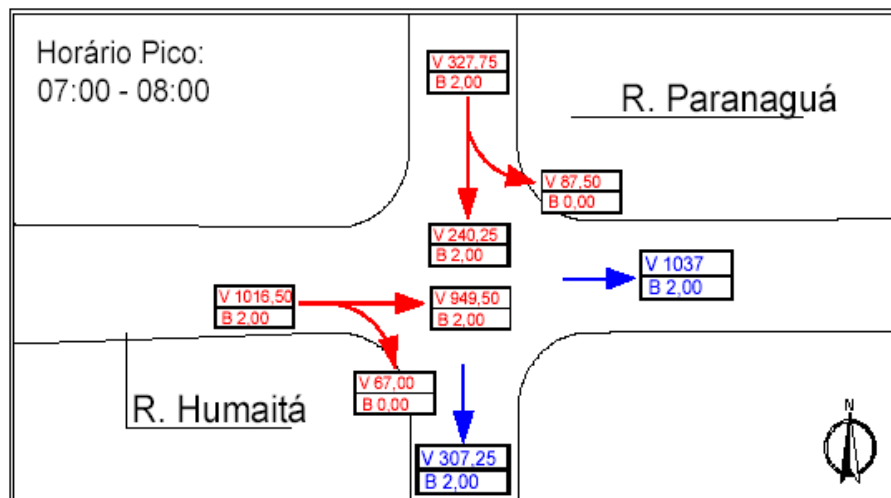 Horário Pico:
07:00 - 08:00
V 327,75
B 2,00
R. Paranaguá
V 87,50
B 0,00
V 240,25
B 2,00
V 1037
B 2,00
V 1016,50
B 2,00
V 949,50
B 2,00
V 67,00
B 0,00
R. Humaitá
N
V 307,25
B 2,00